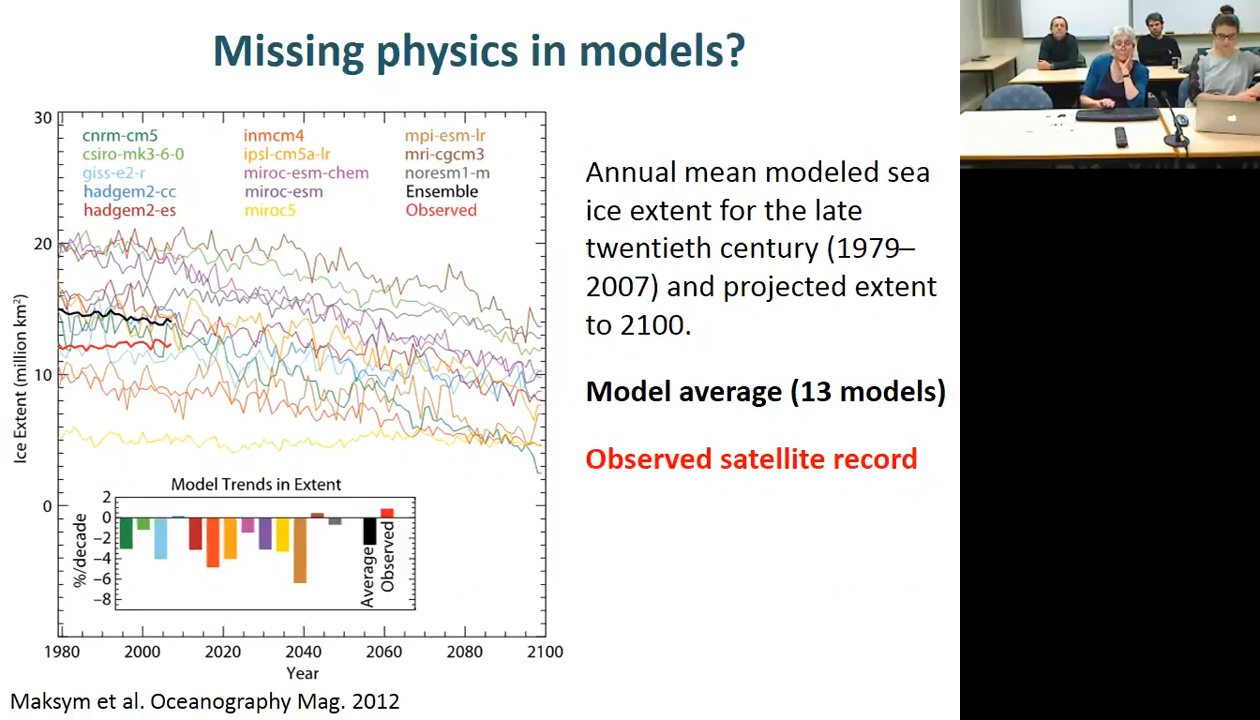 Missing physics in models?
30
20
10
0
Ice Extent (million km²)
cnrm-cm5
csiro-mk3-6-0
giss-e2-r
hadgem2-cc
hadgem2-es
inmcm4
ipsl-cm5a-lr
miroc-esm-chem
miroc-esm
miroc5
mpi-esm-lr
mri-cgcm3
noresm1-m
Ensemble
Observed
Model Trends in Extent
2
0
−2
−4
−6
−8
%/decade
Average
Observed
1980 2000 2020 2040 2060 2080 2100
Year
Annual mean modeled sea
ice extent for the late
twentieth century (1979–
2007) and projected extent
to 2100.
Model average (13 models)
Observed satellite record
Maksym et al. Oceanography Mag. 2012